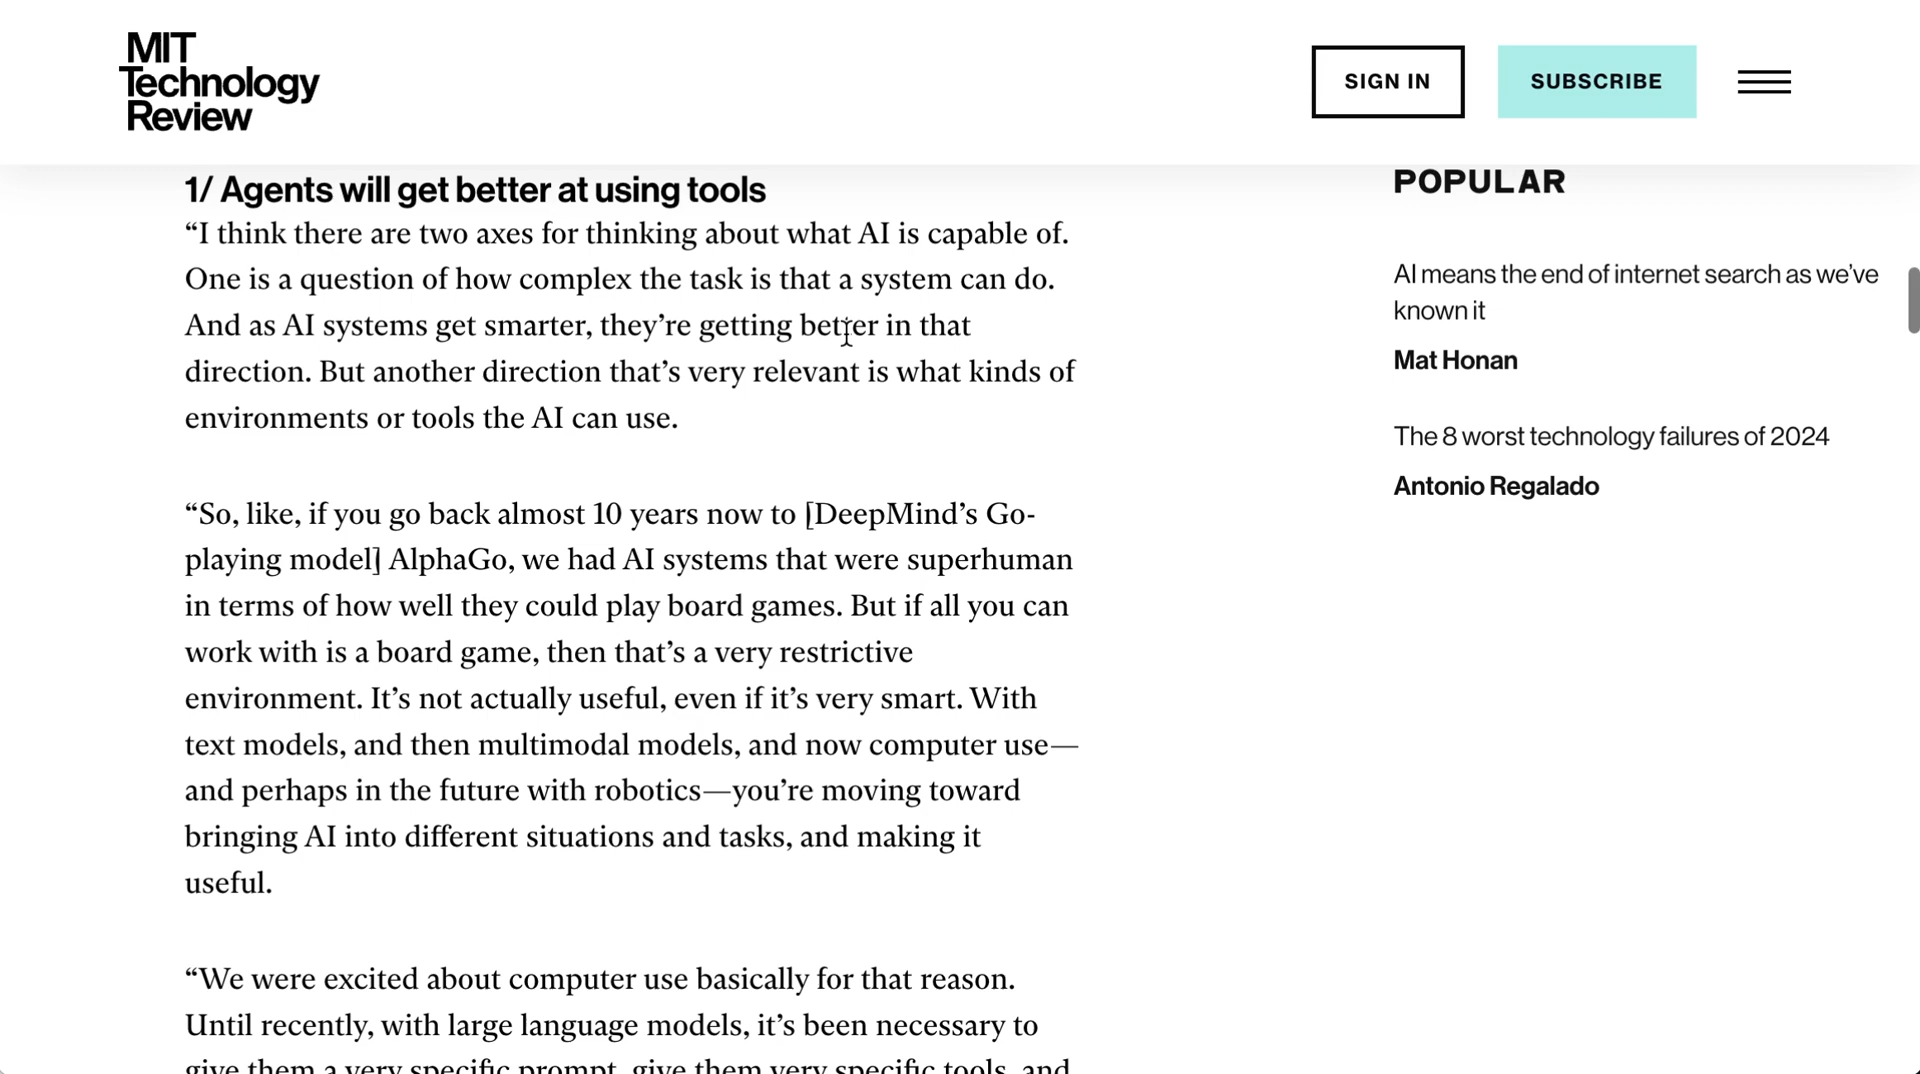 MIT
Technology
Review
SIGN IN
SUBSCRIBE
1/ Agents will get better at using tools
“I think there are two axes for thinking about what AI is capable of.
One is a question of how complex the task is that a system can do.
And as AI systems get smarter, they’re getting better in that
direction. But another direction that’s very relevant is what kinds of
environments or tools the AI can use.
“So, like, if you go back almost 10 years now to [DeepMind’s Go-
playing model] AlphaGo, we had AI systems that were superhuman
in terms of how well they could play board games. But if all you can
work with is a board game, then that’s a very restrictive
environment. It’s not actually useful, even if it’s very smart. With
text models, and then multimodal models, and now computer use—
and perhaps in the future with robotics—you’re moving toward
bringing AI into different situations and tasks, and making it
useful.
“We were excited about computer use basically for that reason.
Until recently, with large language models, it’s been necessary to
give them a very specific prompt, give them very specific tools, and
POPULAR
AI means the end of internet search as we’ve
known it
Mat Honan
The 8 worst technology failures of 2024
Antonio Regalado